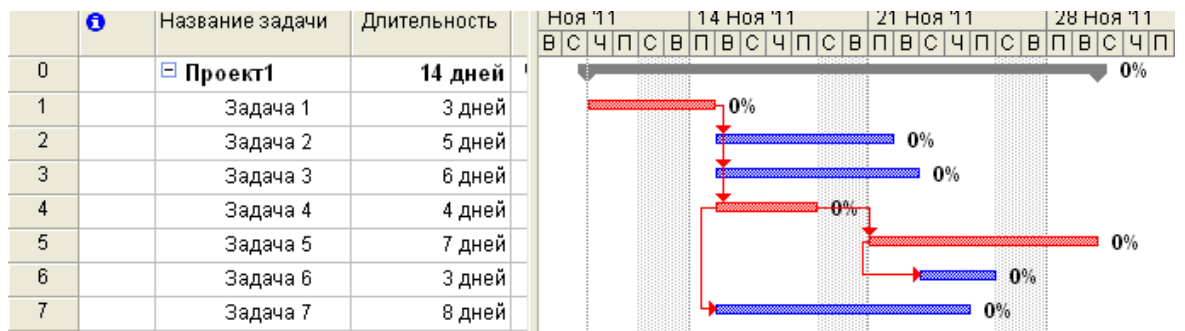 Название задачи Длительность Ноя '11 14 Ноя '11 21 Ноя '11 28 Ноя '11
В С Ч П С В П В С Ч П С В П В С Ч П С В П В С Ч П
0 Проект1 14 дней 0%
1 Задача 1 3 дней 0%
2 Задача 2 5 дней 0%
3 Задача 3 6 дней 0%
4 Задача 4 4 дней 0%
5 Задача 5 7 дней 0%
6 Задача 6 3 дней 0%
7 Задача 7 8 дней 0%